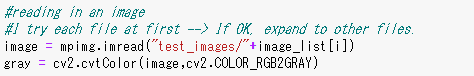 #reading in an image
#I try each file at first --> If OK, expand to other files.
image = mpimg.imread("test_images/"+image_list[i])
gray = cv2.cvtColor(image,cv2.COLOR_RGB2GRAY)